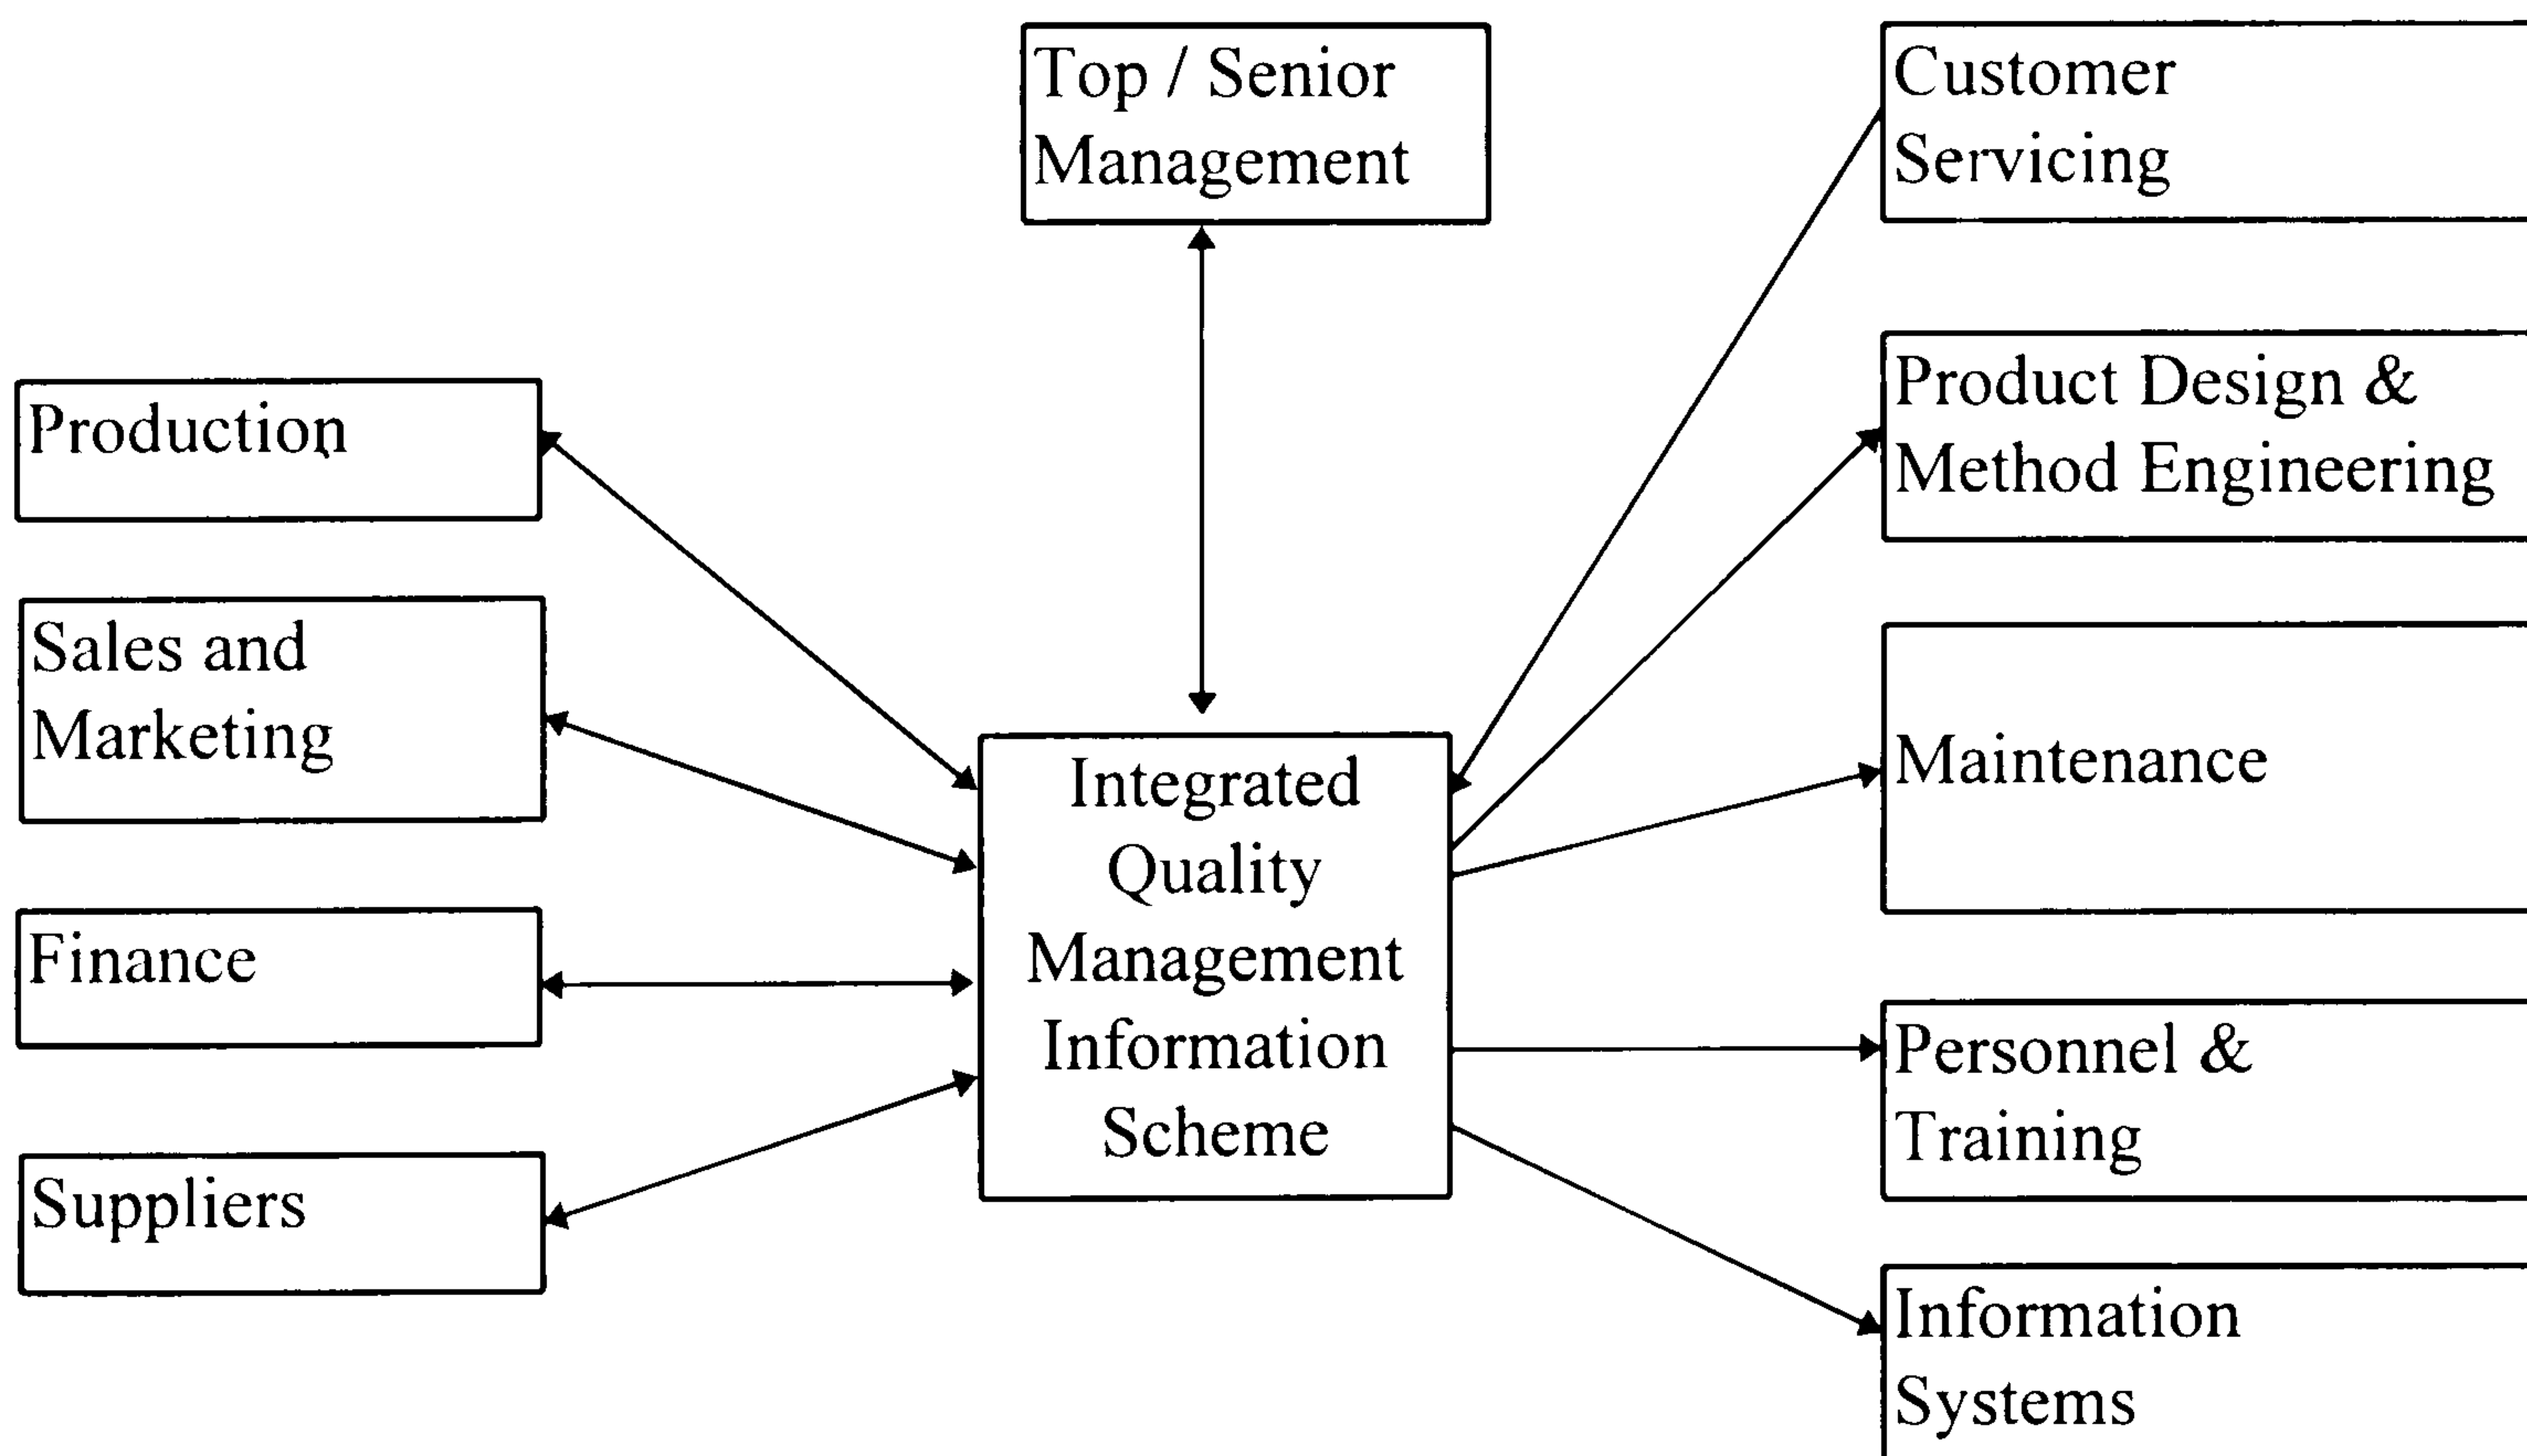 Top / Senior
Management
Customer
Servicing
Product Design &
Method Engineering
Production
Sales and
Marketing
Maintenance
Finance
Suppliers
Integrated
Quality
Management
Information
Scheme
Personnel &
Training
Information
Systems